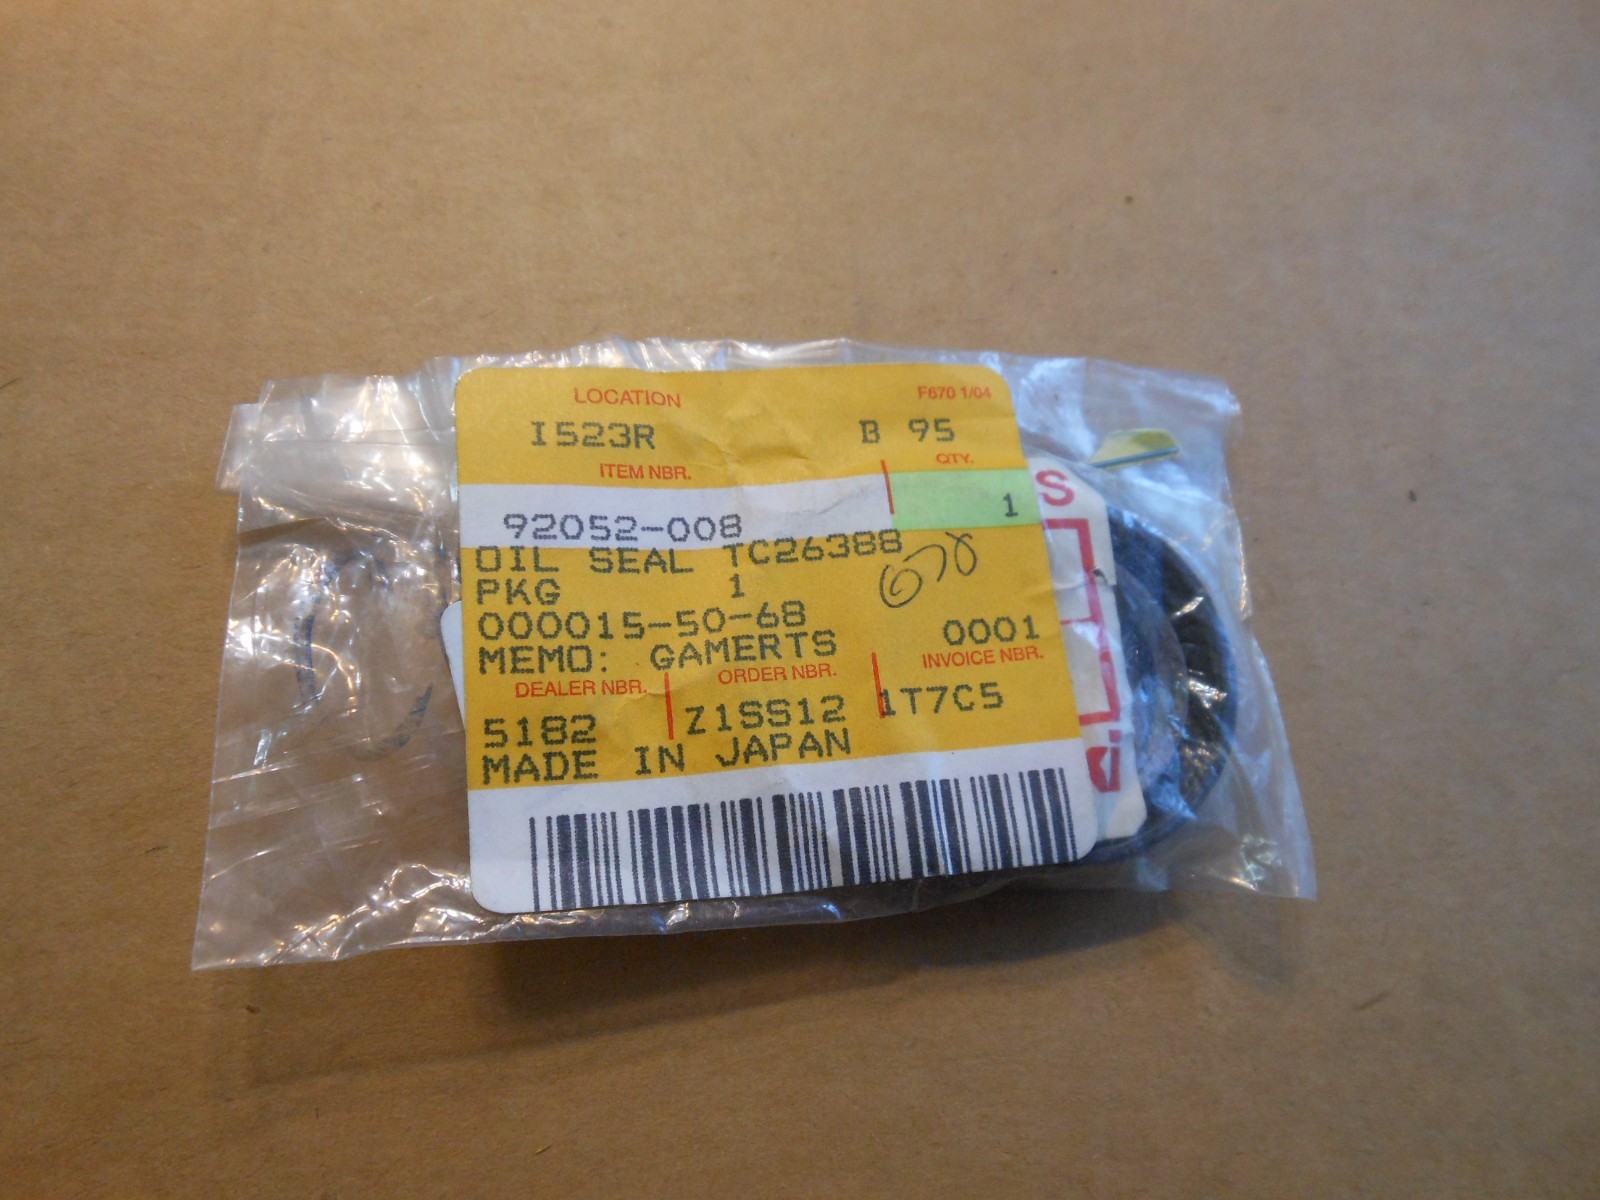 LOCATION F670 1/04
I523R B 95
ITEM NBR. QTY.
92052-008 1
OIL SEAL TC26388
PKG 1 670
000015-50-68
MEMO: GAMERTS 0001
DEALER NBR. ORDER NBR. INVOICE NBR.
5182 Z1SS12 1T7C5
MADE IN JAPAN
S